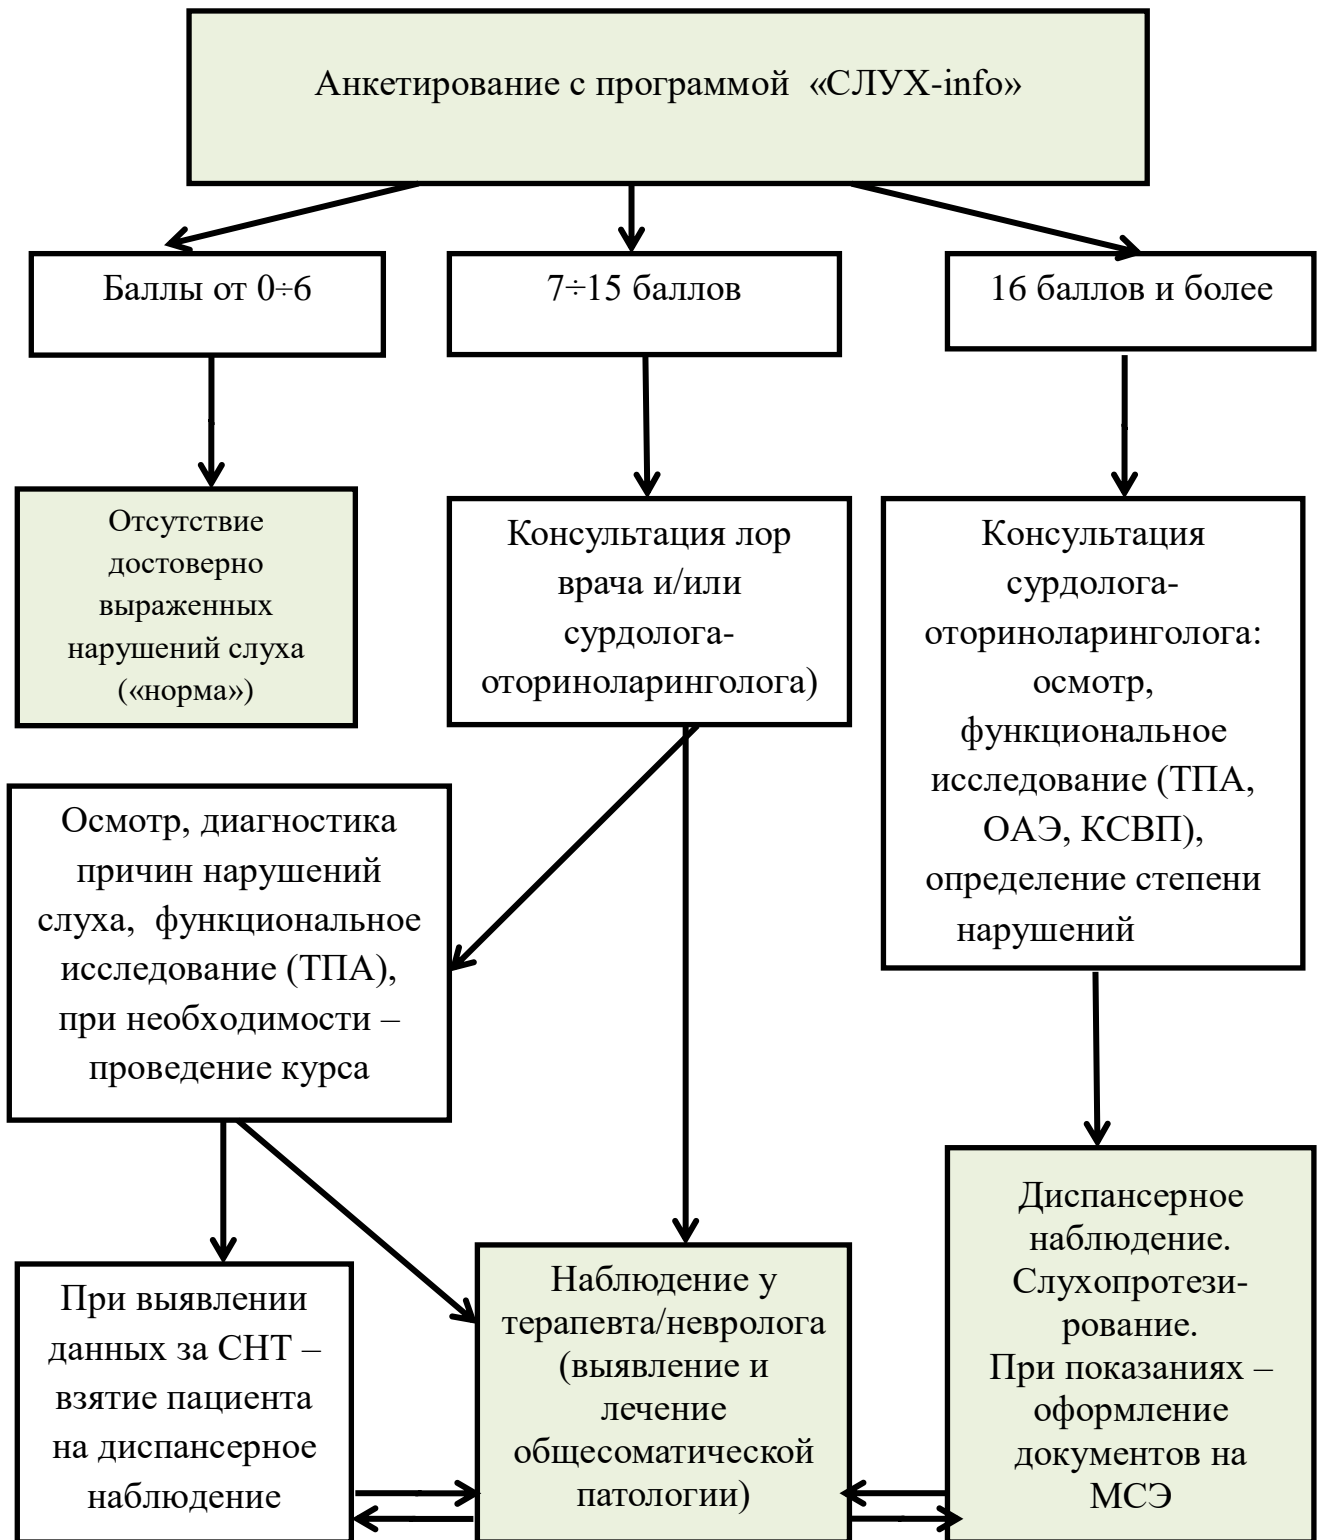 Анкетирование с программой «СЛУХ-info»
Баллы от 0÷6
7÷15 баллов
16 баллов и более
Отсутствие
достоверно
выраженных
нарушений слуха
(«норма»)
Консультация лор
врача и/или
сурдолога-
оториноларинголога)
Консультация
сурдолога-
оториноларинголога:
осмотр,
функциональное
исследование (ТПА,
ОАЭ, КСВП),
определение степени
нарушений
Осмотр, диагностика
причин нарушений
слуха, функциональное
исследование (ТПА),
при необходимости –
проведение курса
При выявлении
данных за СНТ –
взятие пациента
на диспансерное
наблюдение
Наблюдение у
терапевта/невролога
(выявление и
лечение
общесоматической
патологии)
Диспансерное
наблюдение.
Слухопротези-
рование.
При показаниях –
оформление
документов на
МСЭ